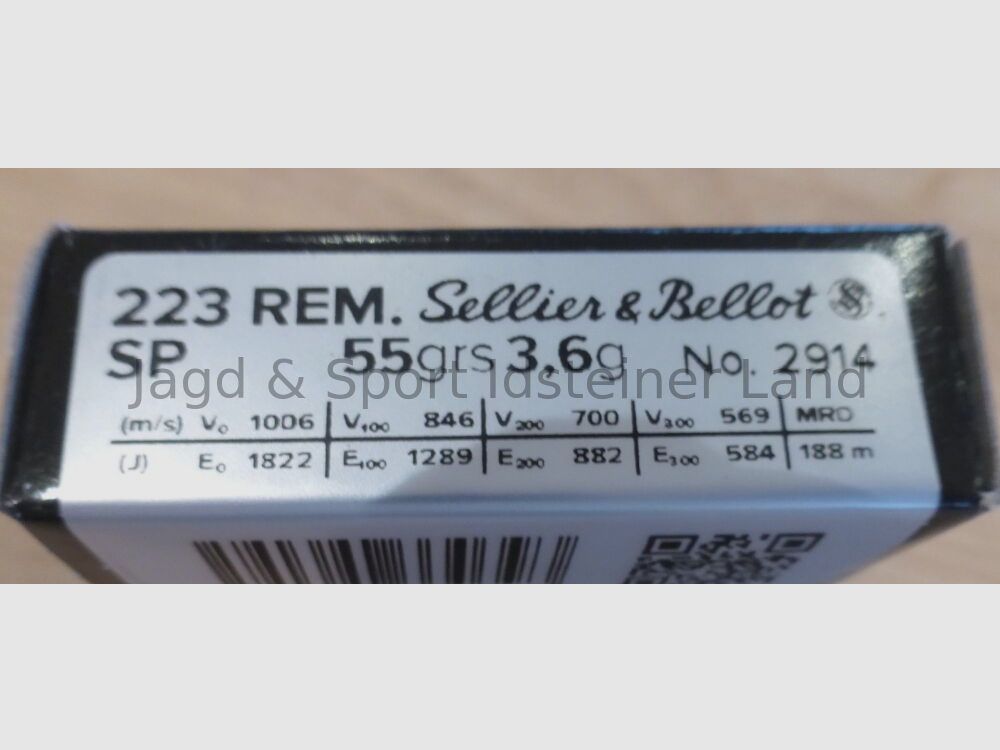 223 REM. Sellier & Bellot
SP 55grs 3,6g No. 2914
Jagd & Sport Idsteiner Land
(m/s) V₀ 1006 V₁₀₀ 846 V₂₀₀ 700 V₃₀₀ 569 MRD
(J) E₀ 1822 E₁₀₀ 1289 E₂₀₀ 882 E₃₀₀ 584 188 m